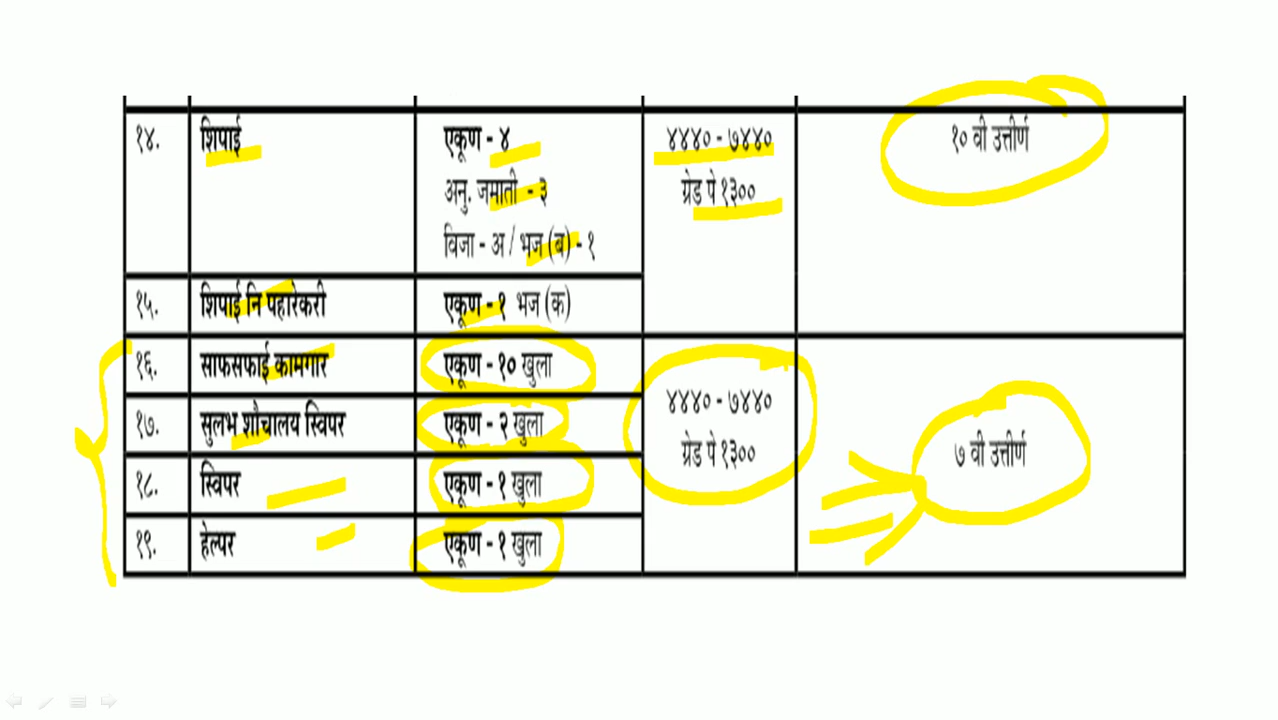 १४. शिपाई एकूण - ४ ४४४० - ७४४० १० वी उत्तीर्ण
अनु. जमाती - ३ ग्रेड पे १३००
विजा - अ / भज (ब) - १
१५. शिपाई नि पहारेकरी एकूण - १ भज (क)
१६. साफसफाई कामगार एकूण - १० खुला
४४४० - ७४४०
१७. सुलभ शौचालय स्विपर एकूण - २ खुला
ग्रेड पे १३०० ७ वी उत्तीर्ण
१८. स्विपर एकूण - १ खुला
१९. हेल्पर एकूण - १ खुला